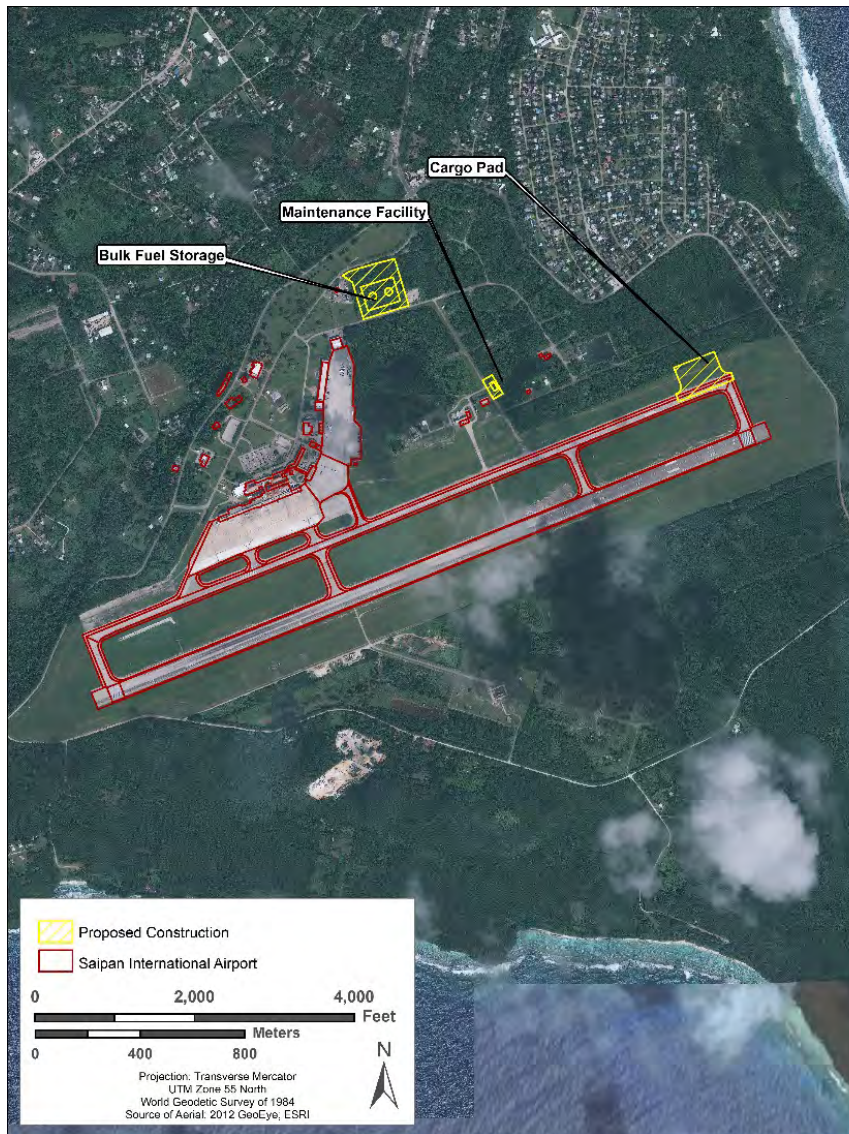 Cargo Pad
Maintenance Facility
Bulk Fuel Storage
Proposed Construction
Saipan International Airport
0 2,000 4,000
Feet
Meters
0 400 800
N
Projection: Transverse Mercator
UTM Zone 55 North
World Geodetic Survey of 1984
Source of Aerial: 2012 GeoEye, ESRI